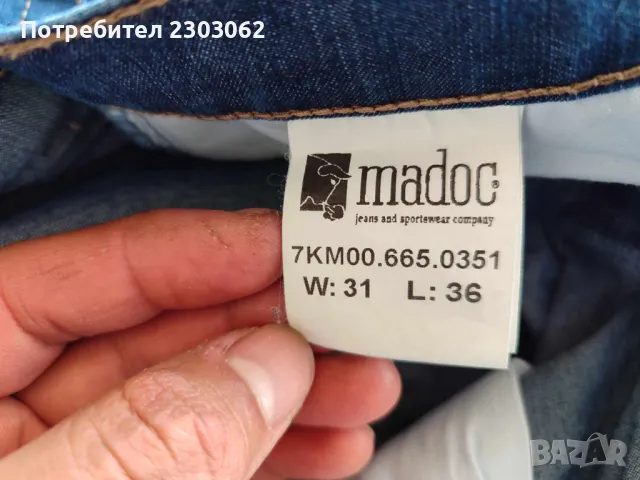 Потребител 2303062
madoc®
jeans and sportswear company
7KM00.665.0351
W: 31 L: 36
BAZAR